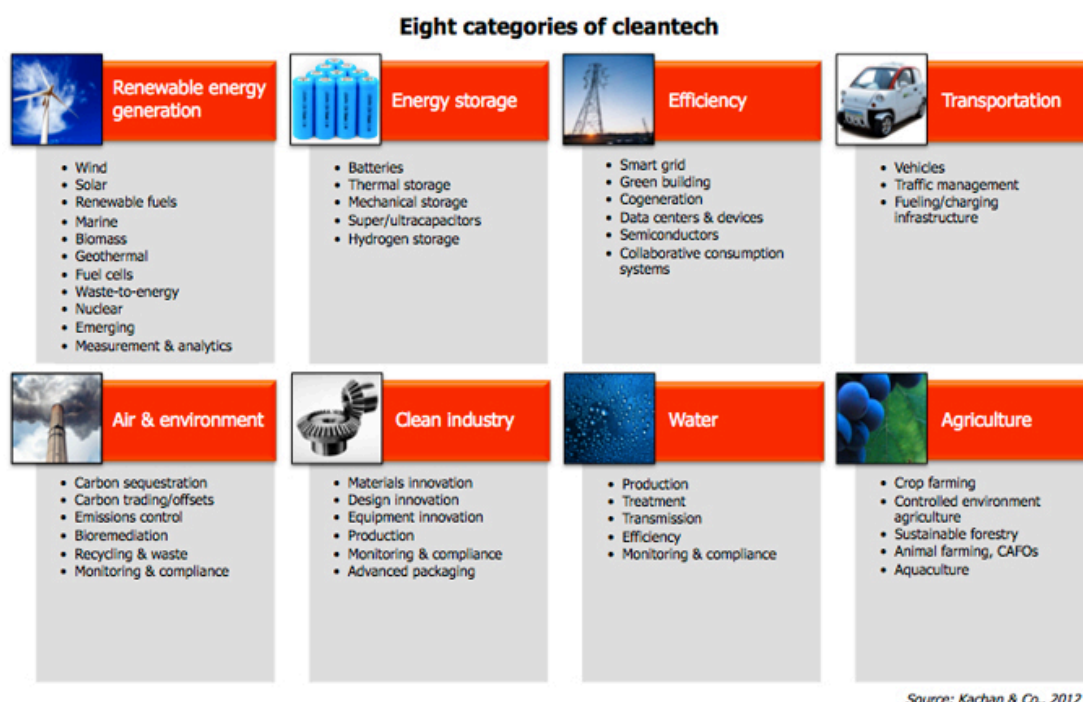 Eight categories of cleantech
Renewable energy
generation
• Wind
• Solar
• Renewable fuels
• Marine
• Biomass
• Geothermal
• Fuel cells
• Waste-to-energy
• Nuclear
• Emerging
• Measurement & analytics
Energy storage
• Batteries
• Thermal storage
• Mechanical storage
• Super/ultracapacitors
• Hydrogen storage
Efficiency
• Smart grid
• Green building
• Cogeneration
• Data centers & devices
• Semiconductors
• Collaborative consumption
systems
Transportation
• Vehicles
• Traffic management
• Fueling/charging
infrastructure
Air & environment
• Carbon sequestration
• Carbon trading/offsets
• Emissions control
• Bioremediation
• Recycling & waste
• Monitoring & compliance
Clean industry
• Materials innovation
• Design innovation
• Equipment innovation
• Production
• Monitoring & compliance
• Advanced packaging
Water
• Production
• Treatment
• Transmission
• Efficiency
• Monitoring & compliance
Agriculture
• Crop farming
• Controlled environment
agriculture
• Sustainable forestry
• Animal farming, CAFOs
• Aquaculture
Source: Kachan & Co., 2012